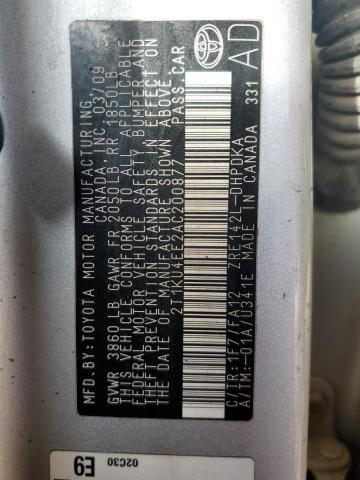 MFD.BY:TOYOTA MOTOR MANUFACTURING
CANADA, INC. 03/09
GVWR 3860 LB GAWR FR 2050 LB RR 1850LB
THIS VEHICLE CONFORMS TO ALL APPLICABLE
FEDERAL MOTOR VEHICLE SAFETY, BUMPER AND
THEFT PREVENTION STANDARDS IN EFFECT ON
THE DATE OF MANUFACTURE SHOWN ABOVE
2T1KU4EE2AC200877 PASS.CAR
C/TR:1F7/FA12 ZRE142L-DHPDKA
A/TM:-01A/U341E MADE IN CANADA 331
AD
TOYOTA
02C30
E9